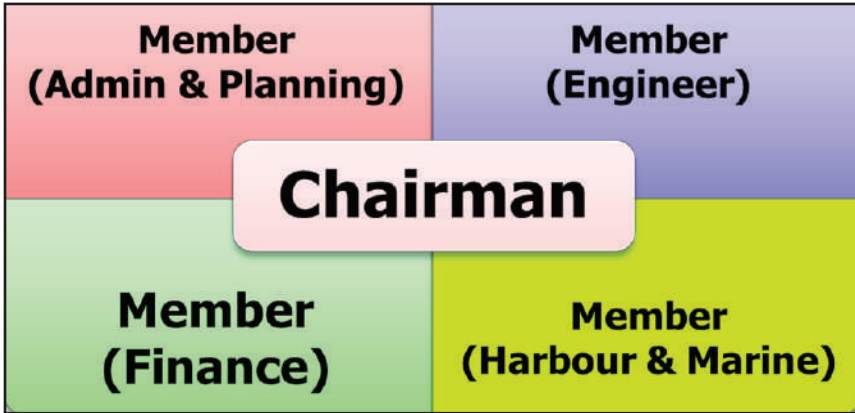 Member
(Admin & Planning)
Member
(Engineer)
Chairman
Member
(Finance)
Member
(Harbour & Marine)